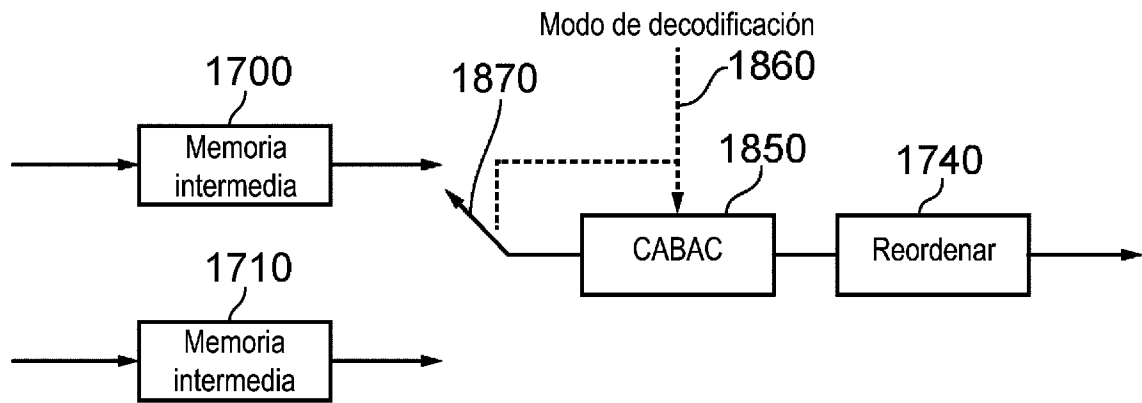 Modo de decodificación
1700
1870
1860
Memoria
intermedia
1850
1740
CABAC
Reordenar
1710
Memoria
intermedia